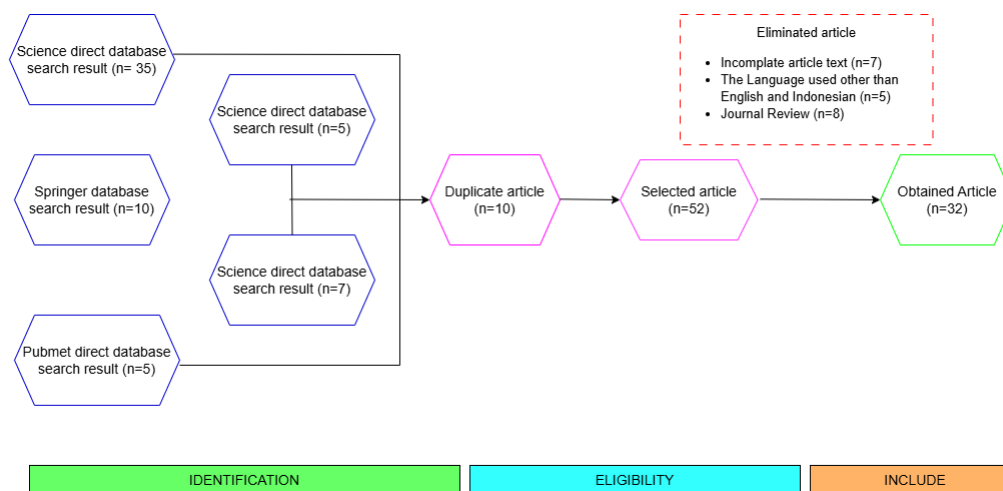 Science direct database
search result (n= 35)
Science direct database
search result (n=5)
Springer database
search result (n=10)
Science direct database
search result (n=7)
Pubmet direct database
search result (n=5)
Duplicate article
(n=10)
Selected article
(n=52)
Eliminated article
• Incomplate article text (n=7)
• The Language used other than
English and Indonesian (n=5)
• Journal Review (n=8)
Obtained Article
(n=32)
IDENTIFICATION
ELIGIBILITY
INCLUDE